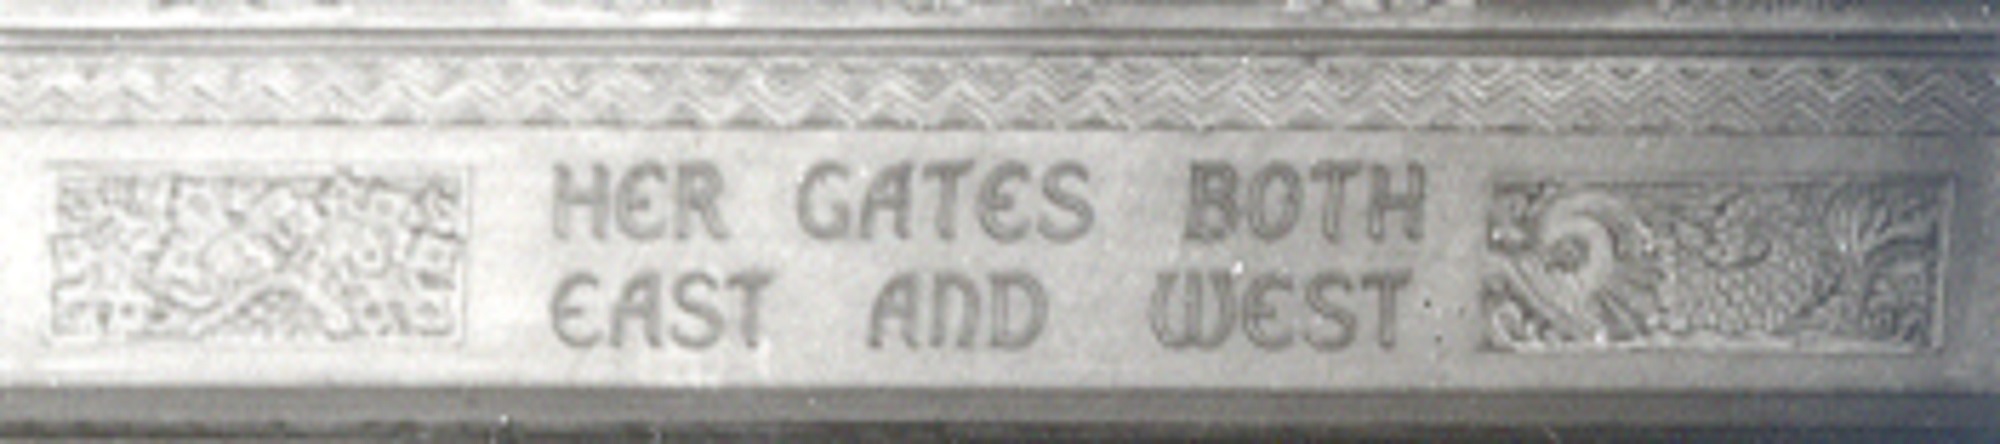 HER GATES BOTH
EAST AND WEST